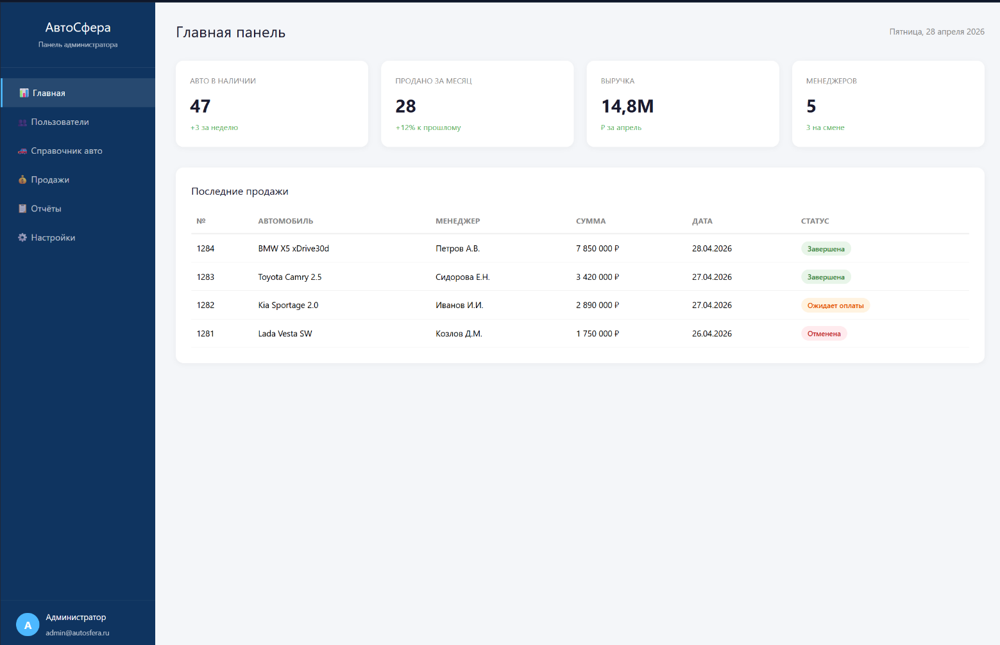 АвтоСфера
Панель администратора
Главная
Пользователи
Справочник авто
Продажи
Отчёты
Настройки
А
Администратор
admin@autosfera.ru
Главная панель
Пятница, 28 апреля 2026
АВТО В НАЛИЧИИ
47
+3 за неделю
ПРОДАНО ЗА МЕСЯЦ
28
+12% к прошлому
ВЫРУЧКА
14,8М
₽ за апрель
МЕНЕДЖЕРОВ
5
3 на смене
Последние продажи
№ АВТОМОБИЛЬ МЕНЕДЖЕР СУММА ДАТА СТАТУС
1284 BMW X5 xDrive30d Петров А.В. 7 850 000 ₽ 28.04.2026 Завершена
1283 Toyota Camry 2.5 Сидорова Е.Н. 3 420 000 ₽ 27.04.2026 Завершена
1282 Kia Sportage 2.0 Иванов И.И. 2 890 000 ₽ 27.04.2026 Ожидает оплаты
1281 Lada Vesta SW Козлов Д.М. 1 750 000 ₽ 26.04.2026 Отменена